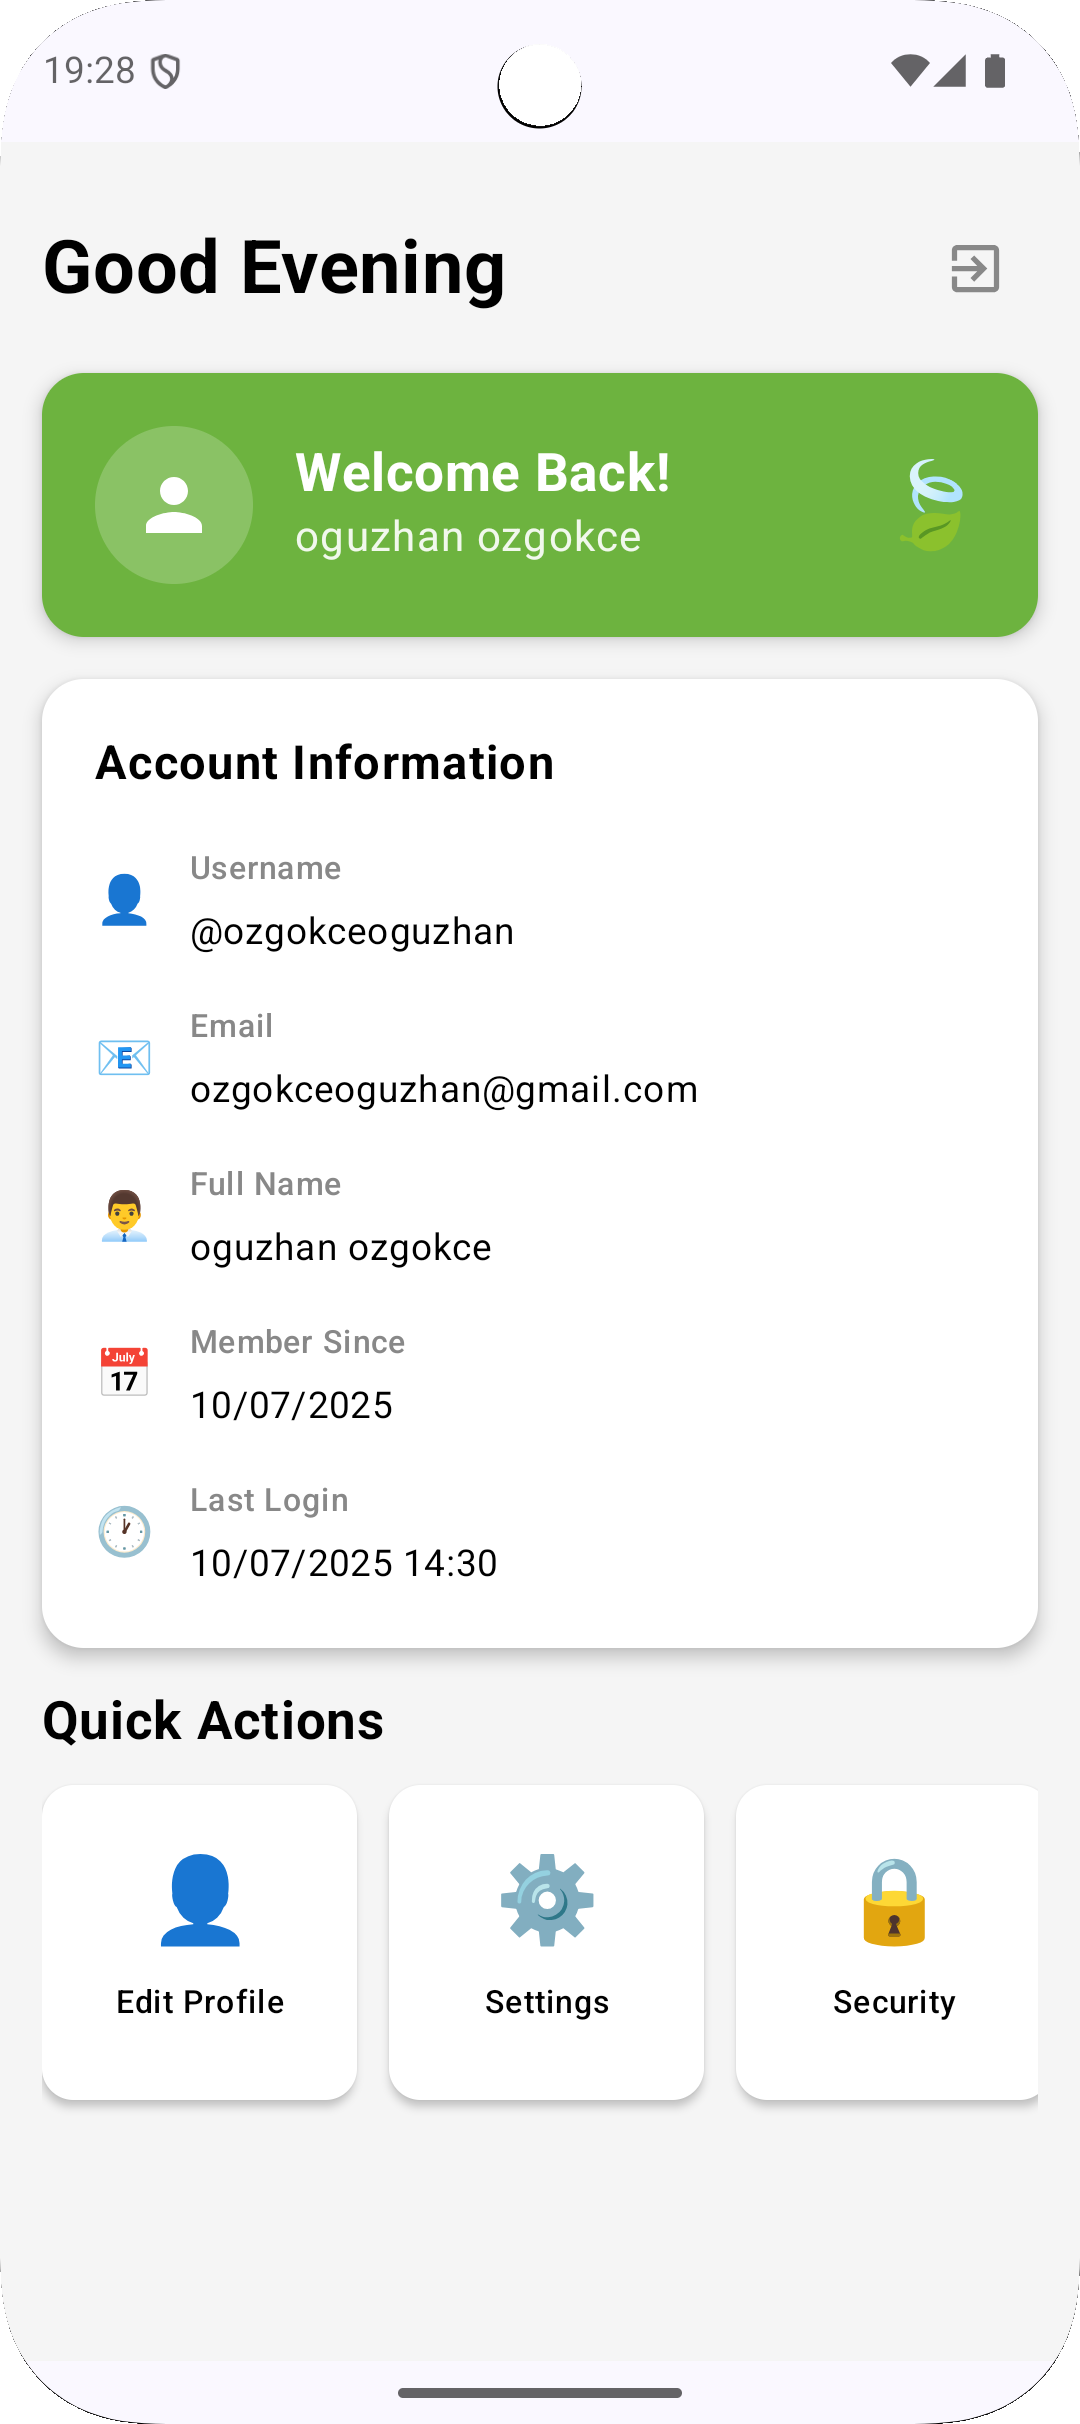 19:28
Good Evening
Welcome Back!
oguzhan ozgokce
Account Information
Username
@ozgokceoguzhan
Email
ozgokceoguzhan@gmail.com
Full Name
oguzhan ozgokce
Member Since
July
17
10/07/2025
Last Login
10/07/2025 14:30
Quick Actions
Edit Profile
Settings
Security